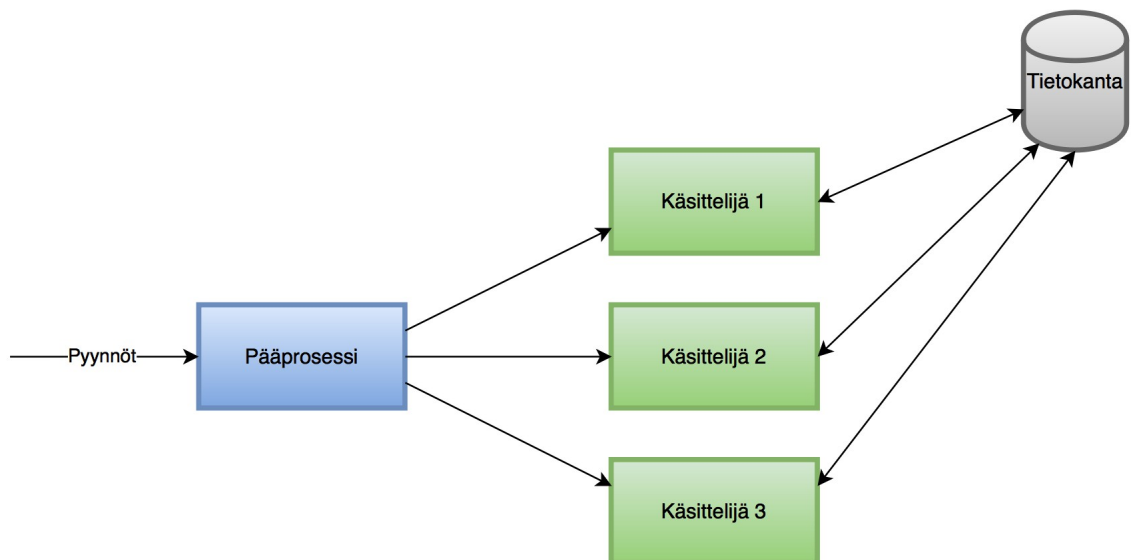 Tietokanta
Käsittelijä 1
Pyynnöt
Pääprosessi
Käsittelijä 2
Käsittelijä 3